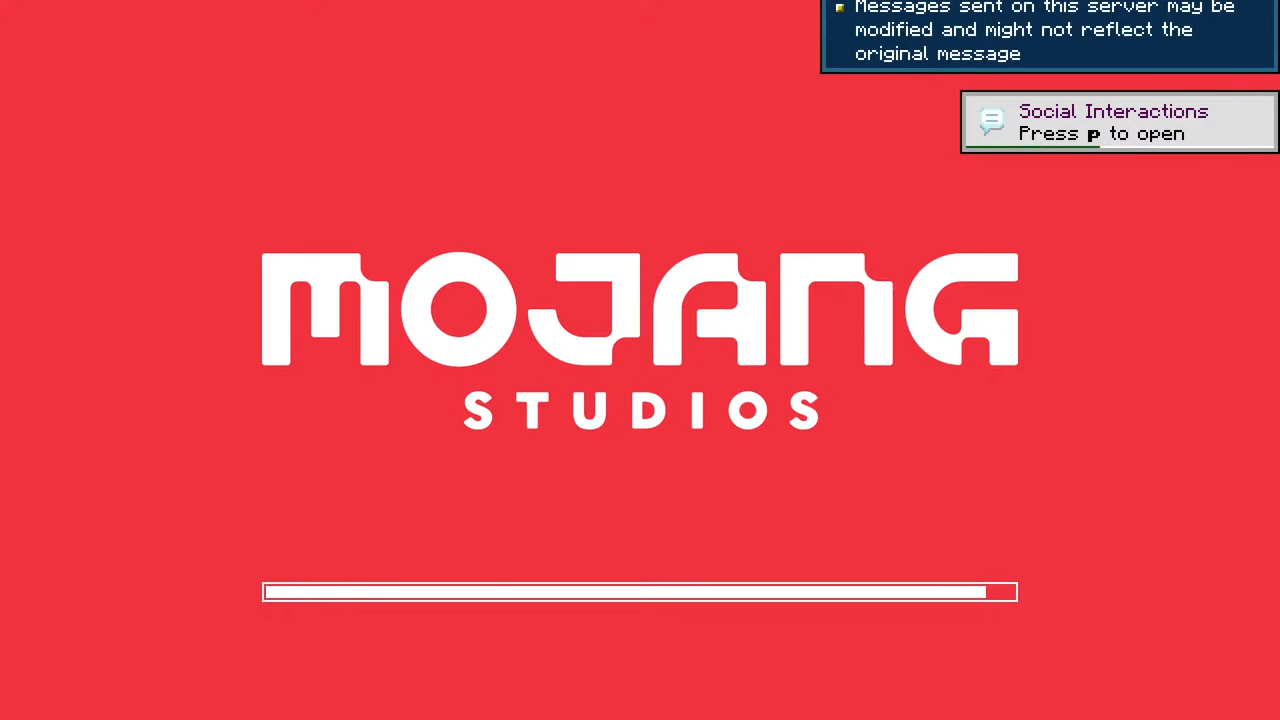 Messages sent on this server may be
modified and might not reflect the
original message
Social Interactions
Press P to open
MOJANG
STUDIOS